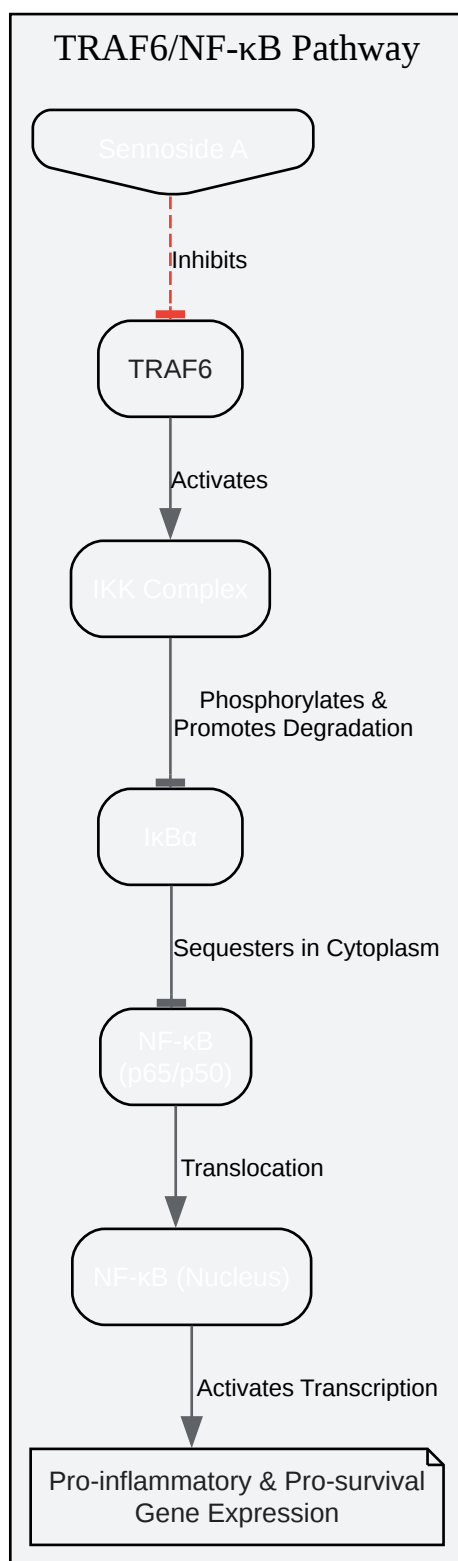 TRAF6/NF-κB Pathway
Sennoside A
Inhibits
TRAF6
Activates
IKK Complex
Phosphorylates &
Promotes Degradation
IκBα
Sequesters in Cytoplasm
NF-κB
(p65/p50)
Translocation
NF-κB (Nucleus)
Activates Transcription
Pro-inflammatory & Pro-survival
Gene Expression